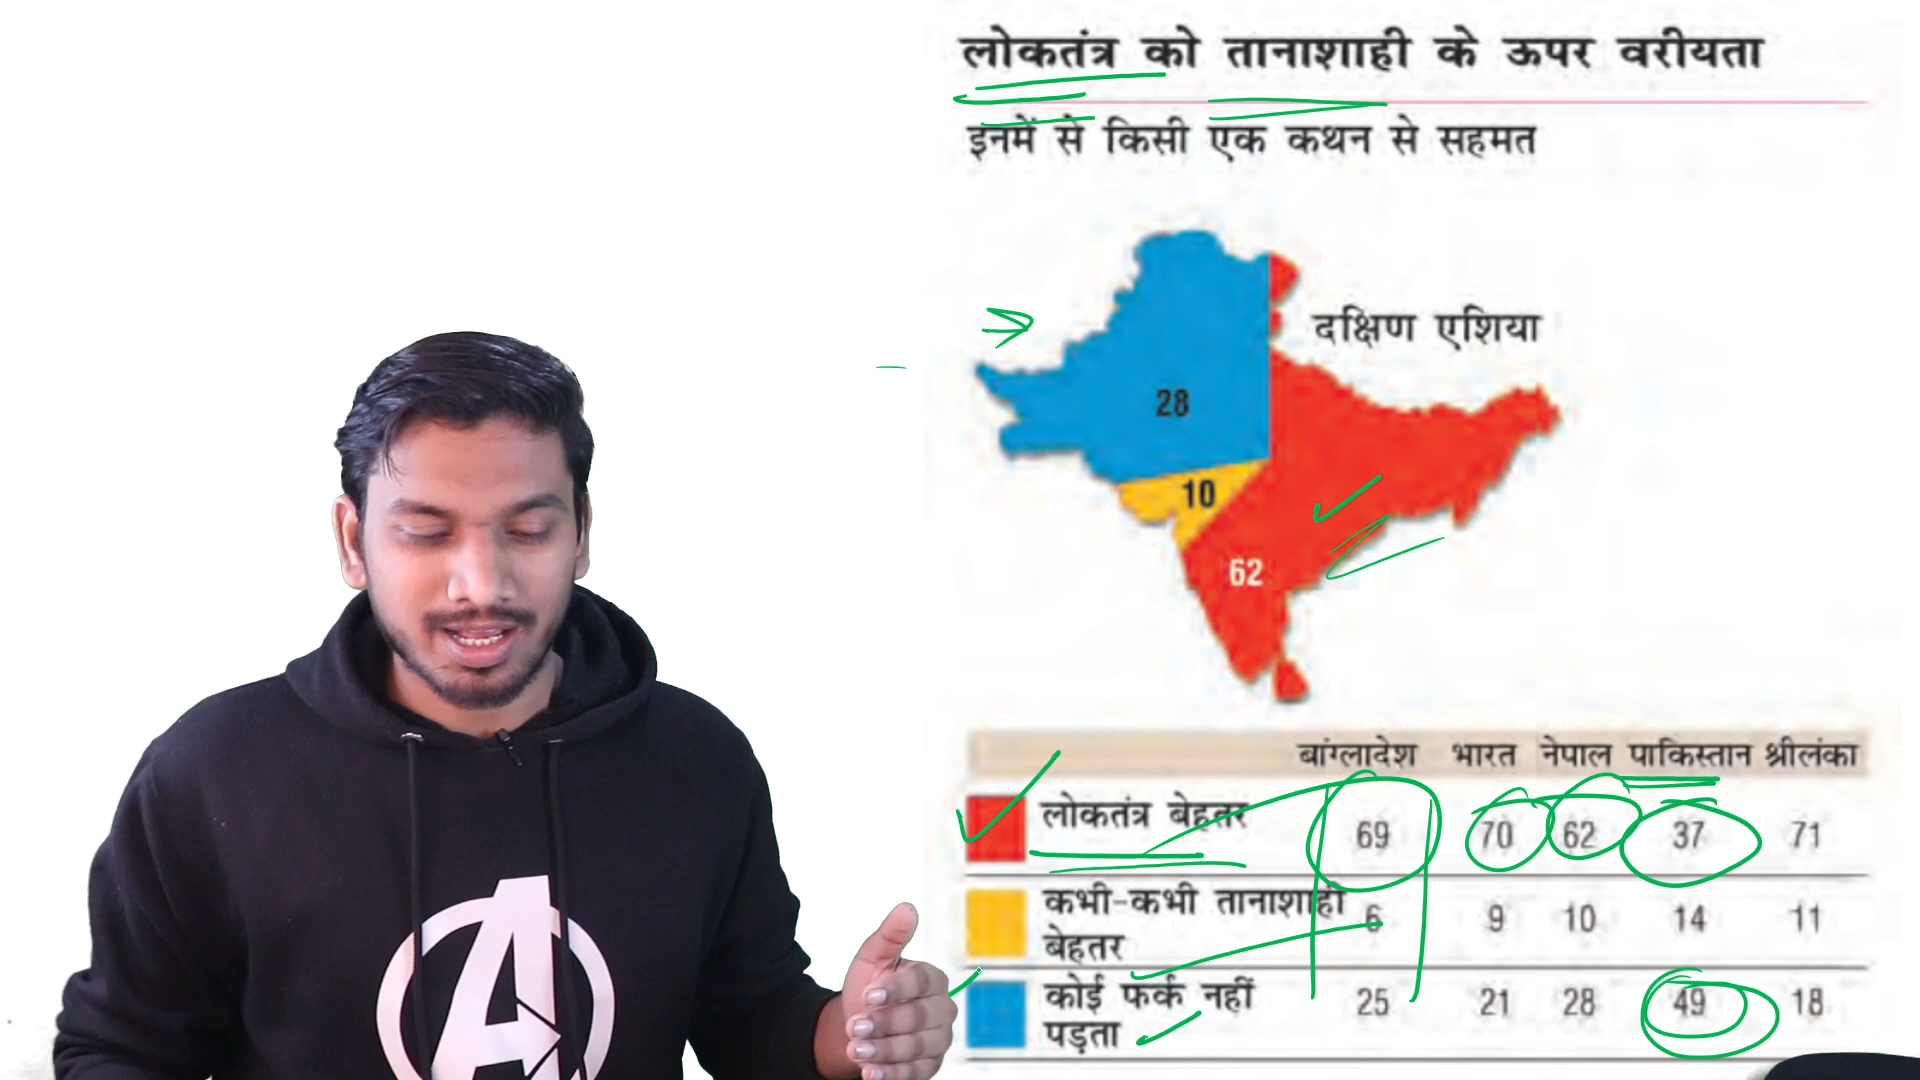 लोकतंत्र को तानाशाही के ऊपर वरीयता
इनमें से किसी एक कथन से सहमत
दक्षिण एशिया
28
10
62
बांग्लादेश भारत नेपाल पाकिस्तान श्रीलंका
लोकतंत्र बेहतर 69 70 62 37 71
कभी-कभी तानाशाही बेहतर 6 9 10 14 11
कोई फर्क नहीं पड़ता 25 21 28 49 18
A